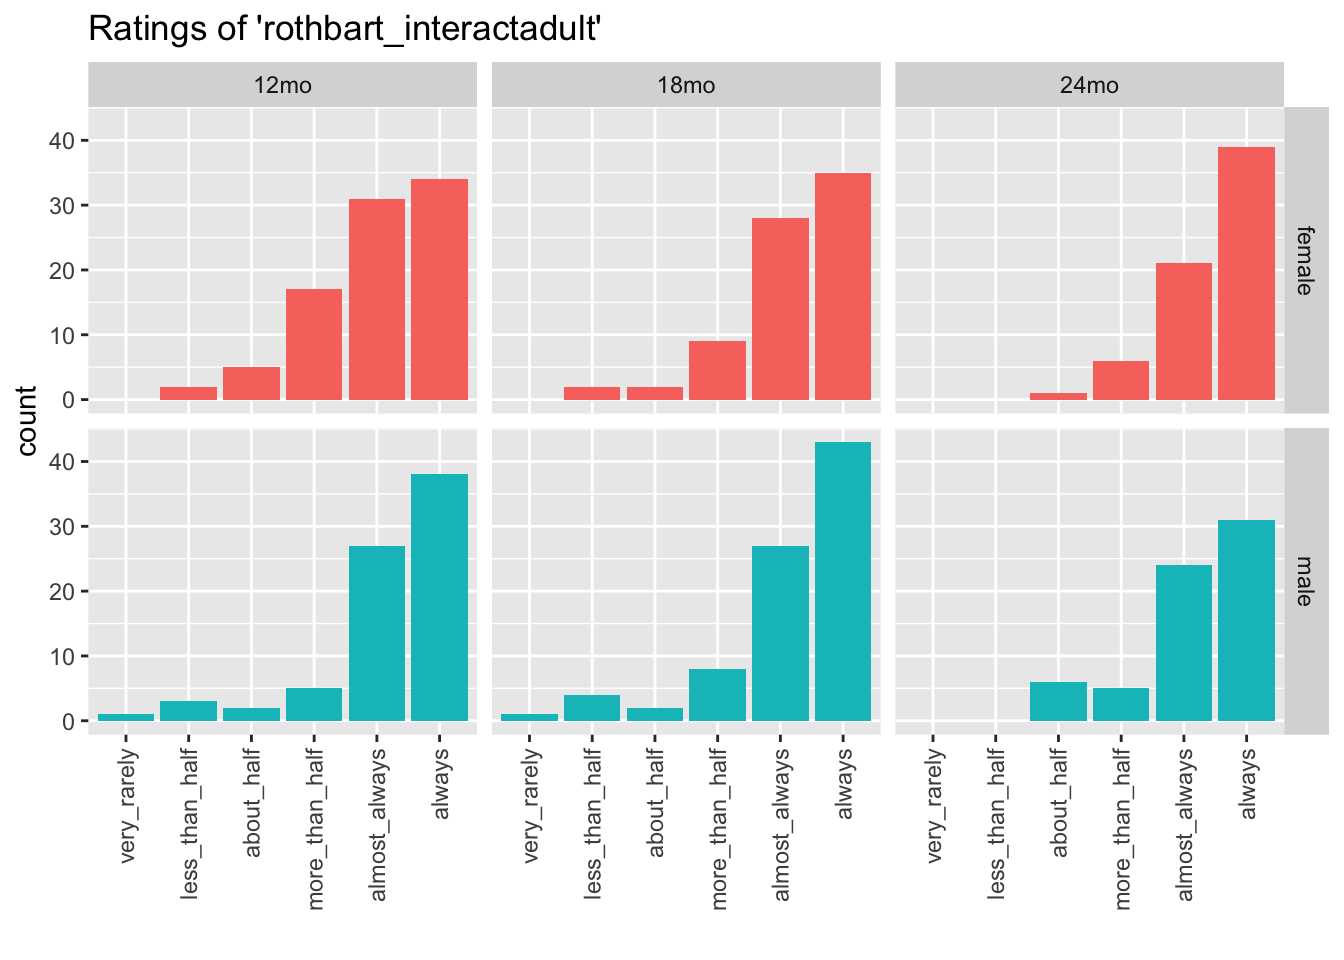 Ratings of 'rothbart_interactadult'
12mo 18mo 24mo
40
30
20
10
0
female
count
40
30
20
10
0
male
very_rarely
less_than_half
about_half
more_than_half
almost_always
always
very_rarely
less_than_half
about_half
more_than_half
almost_always
always
very_rarely
less_than_half
about_half
more_than_half
almost_always
always